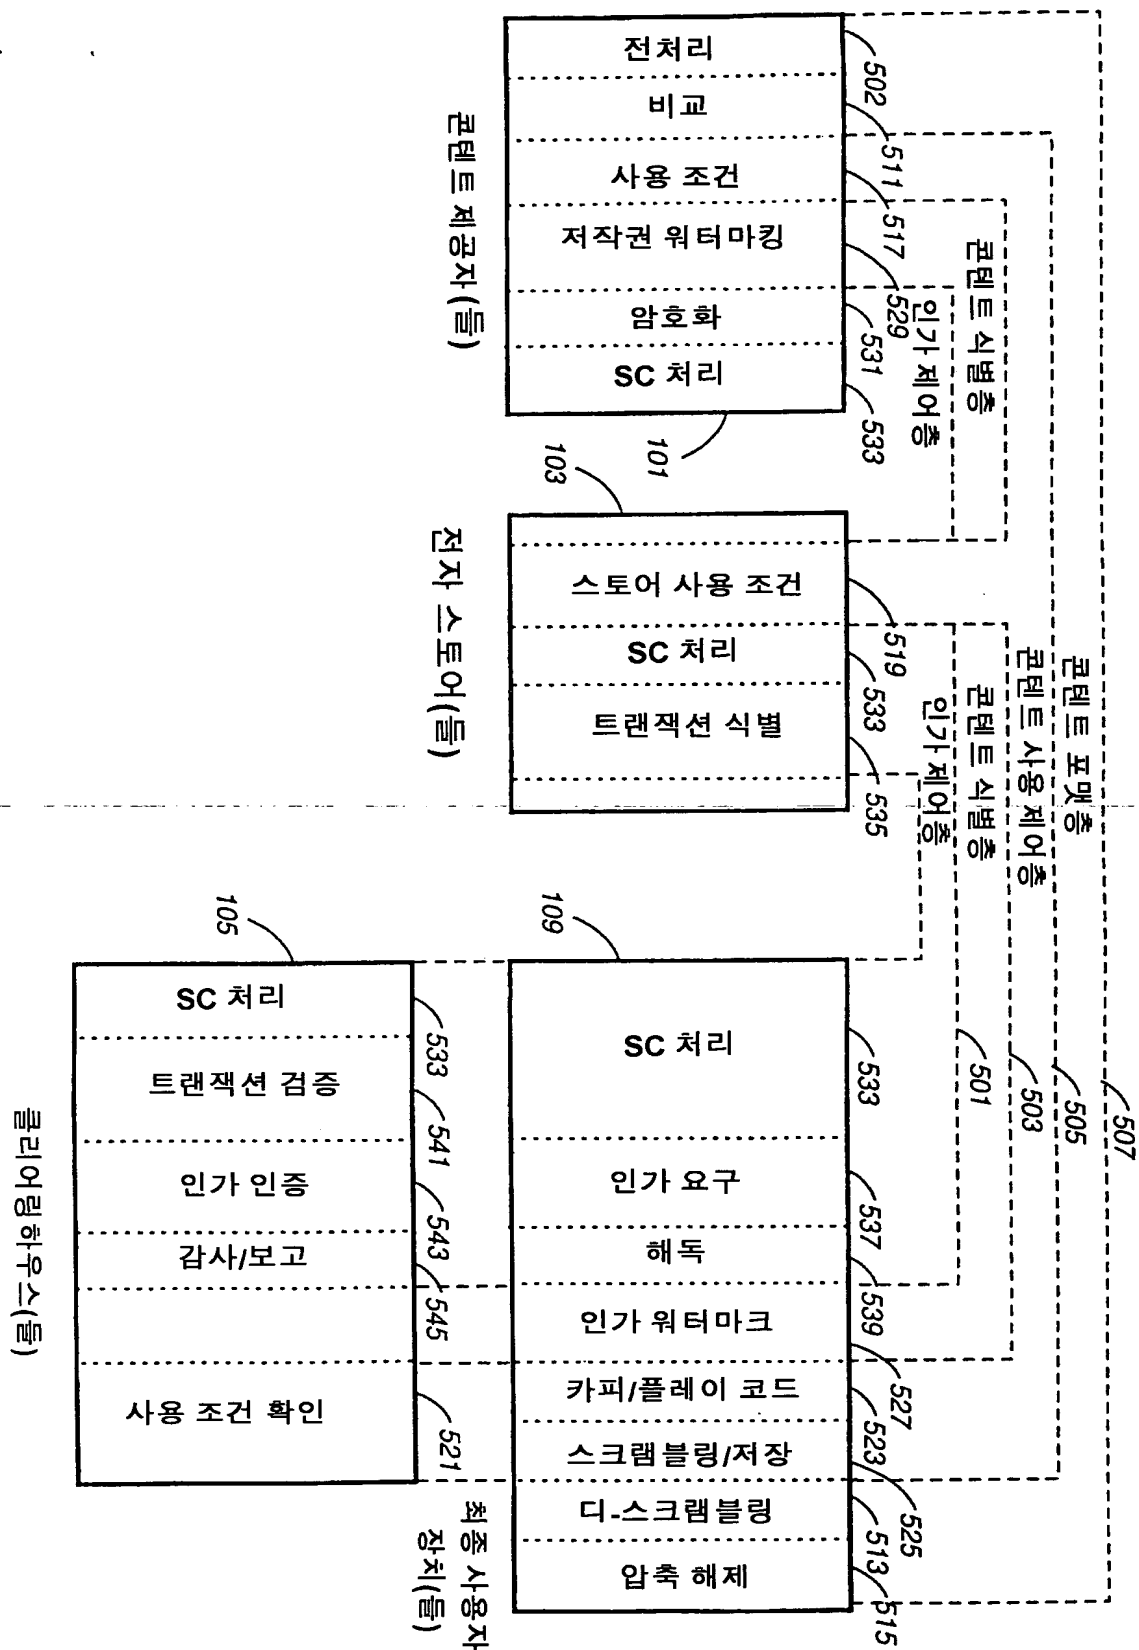 전처리
502
비교
511
사용 조건
517
저작권 워터마킹
529
암호화
531
SC 처리
533
콘텐트 제공자(들)
101
인가 제어층
콘텐트 식별층
103
전자 스토어(들)
스토어 사용 조건
519
SC 처리
533
트랜잭션 식별
535
인가 제어층
콘텐트 식별층
콘텐트 사용 제어층
콘텐트 포맷층
501
503
505
507
105
SC 처리
533
트랜잭션 검증
541
인가 인증
543
감사/보고
545
사용 조건 확인
521
클리어링하우스(들)
109
SC 처리
533
인가 요구
537
해독
539
인가 워터마크
527
카피/플레이 코드
523
스크램블링/저장
525
디-스크램블링
513
압축 해제
515
최종 사용자
장치(들)